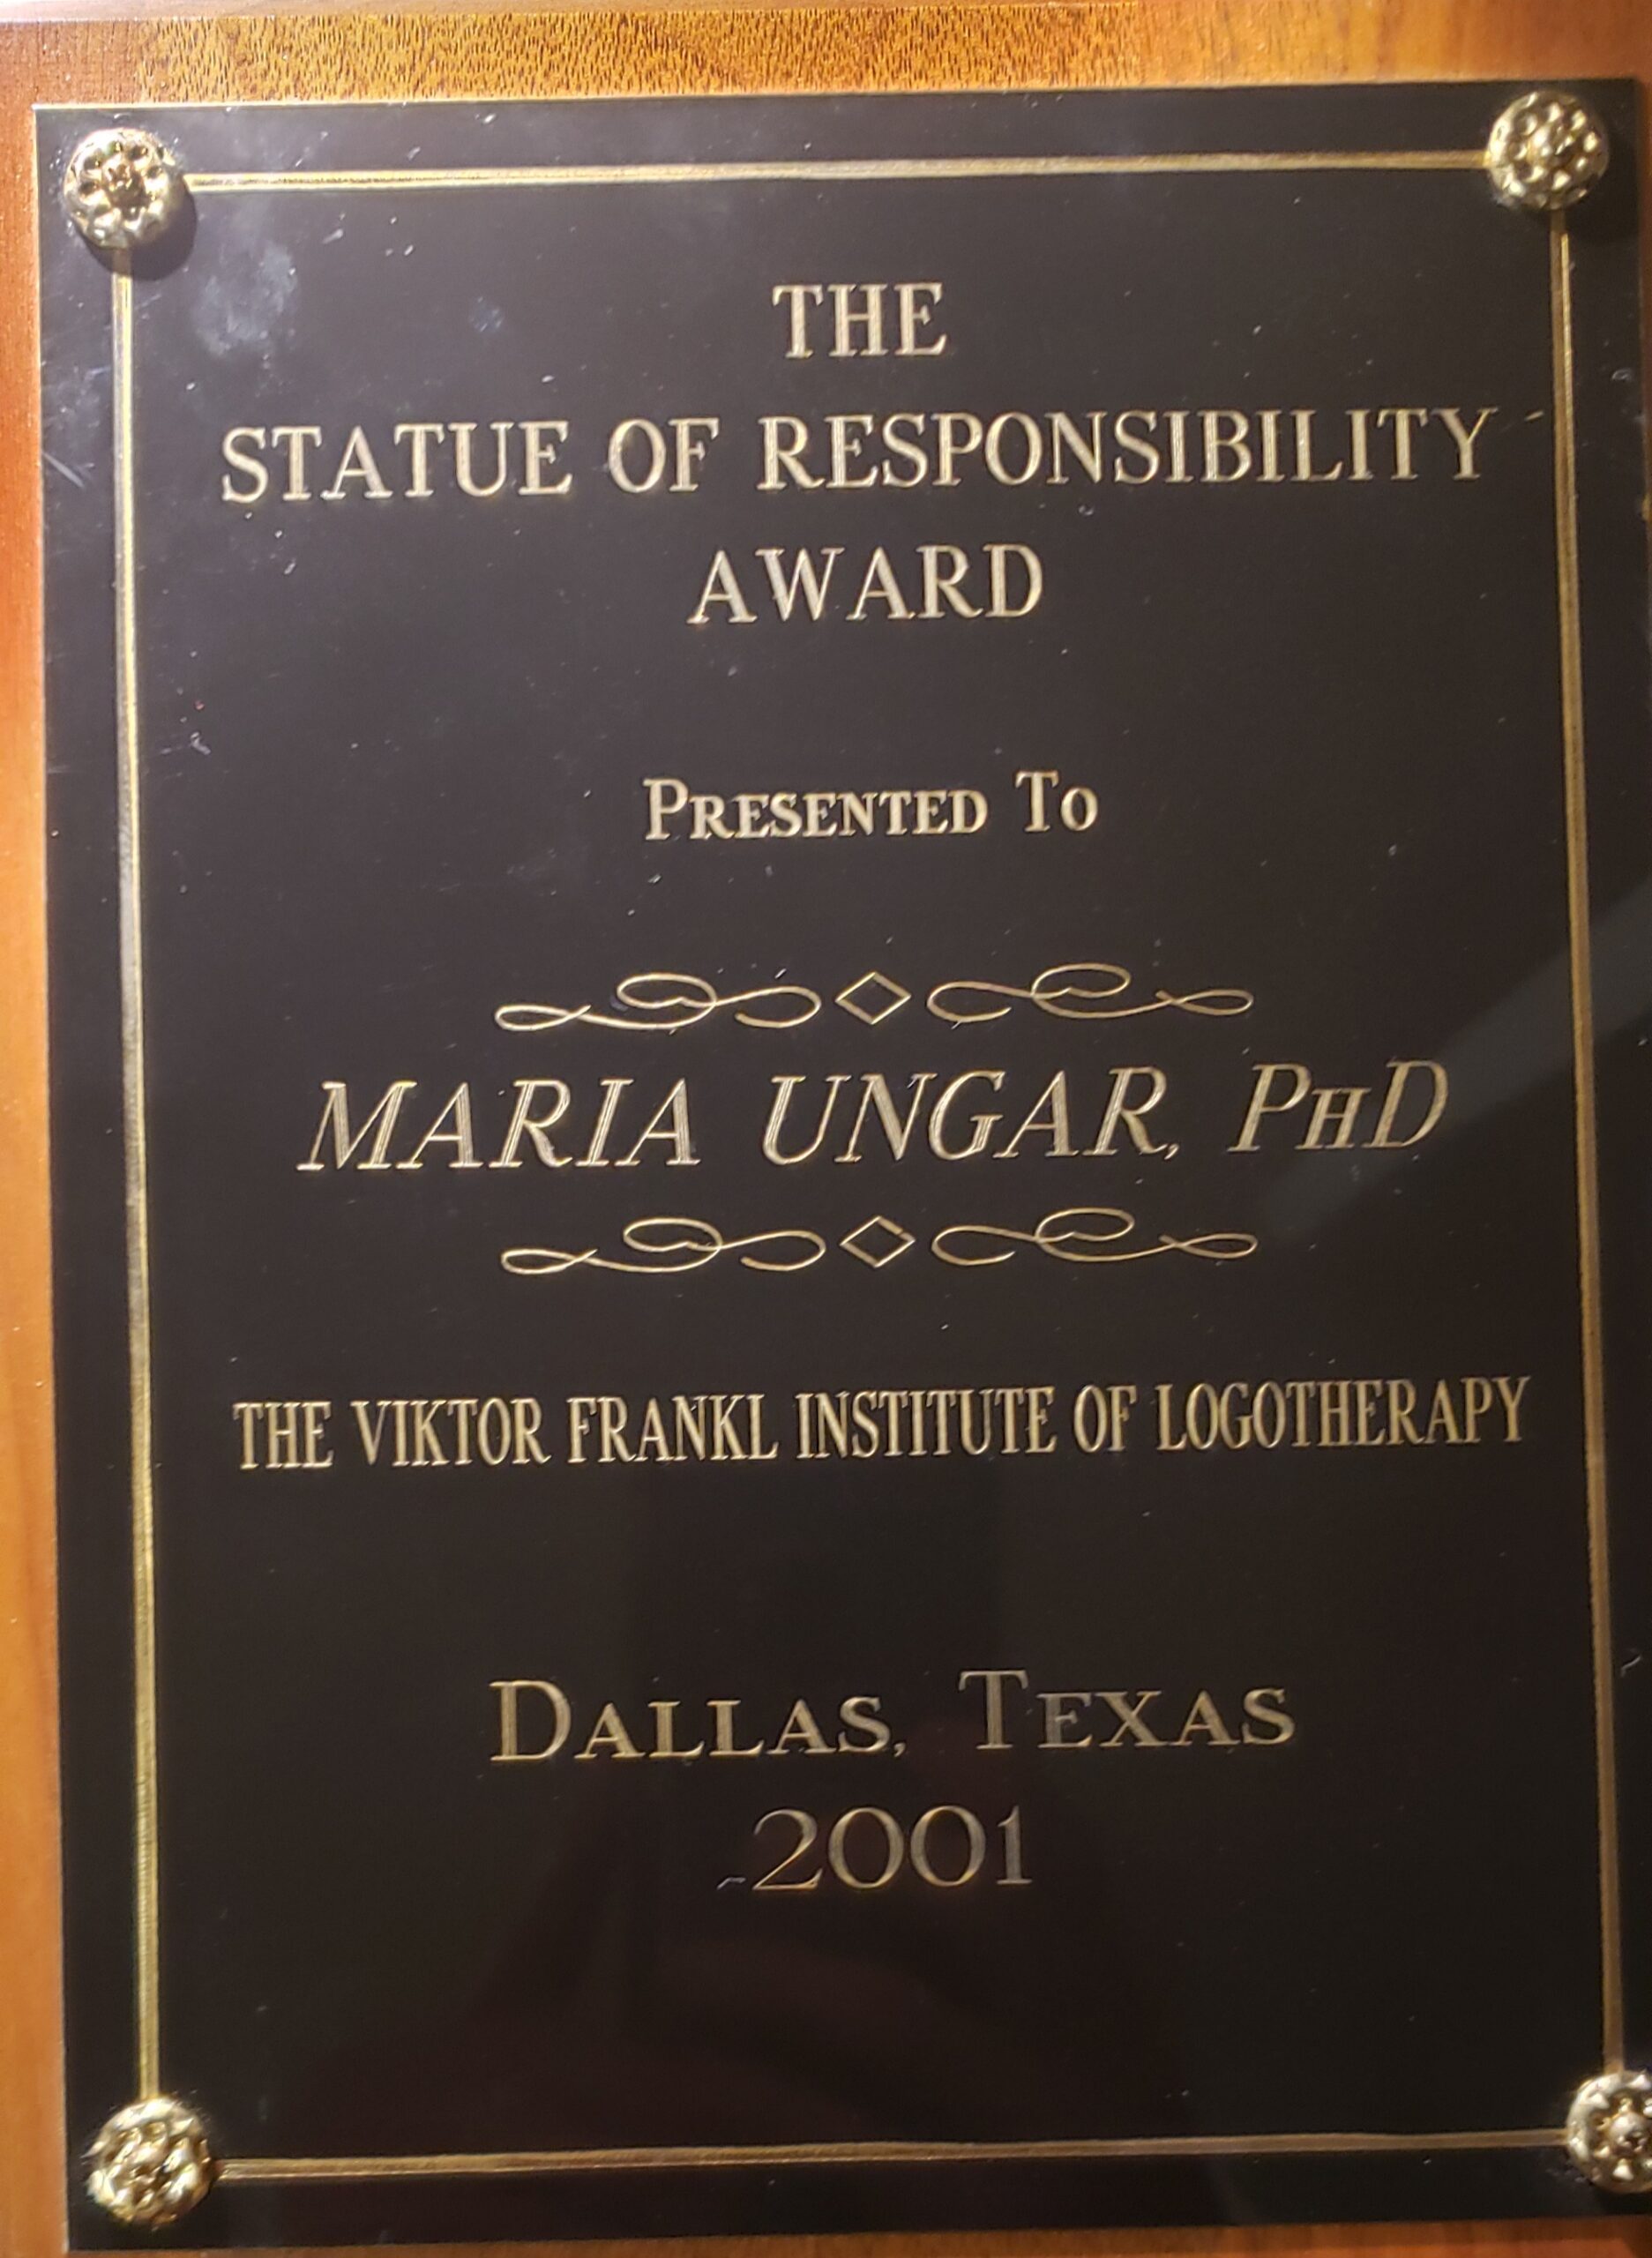 THE
STATUE OF RESPONSIBILITY
AWARD
PRESENTED TO
MARIA UNGAR, PHD
THE VIKTOR FRANKL INSTITUTE OF LOGOTHERAPY
DALLAS, TEXAS
2001